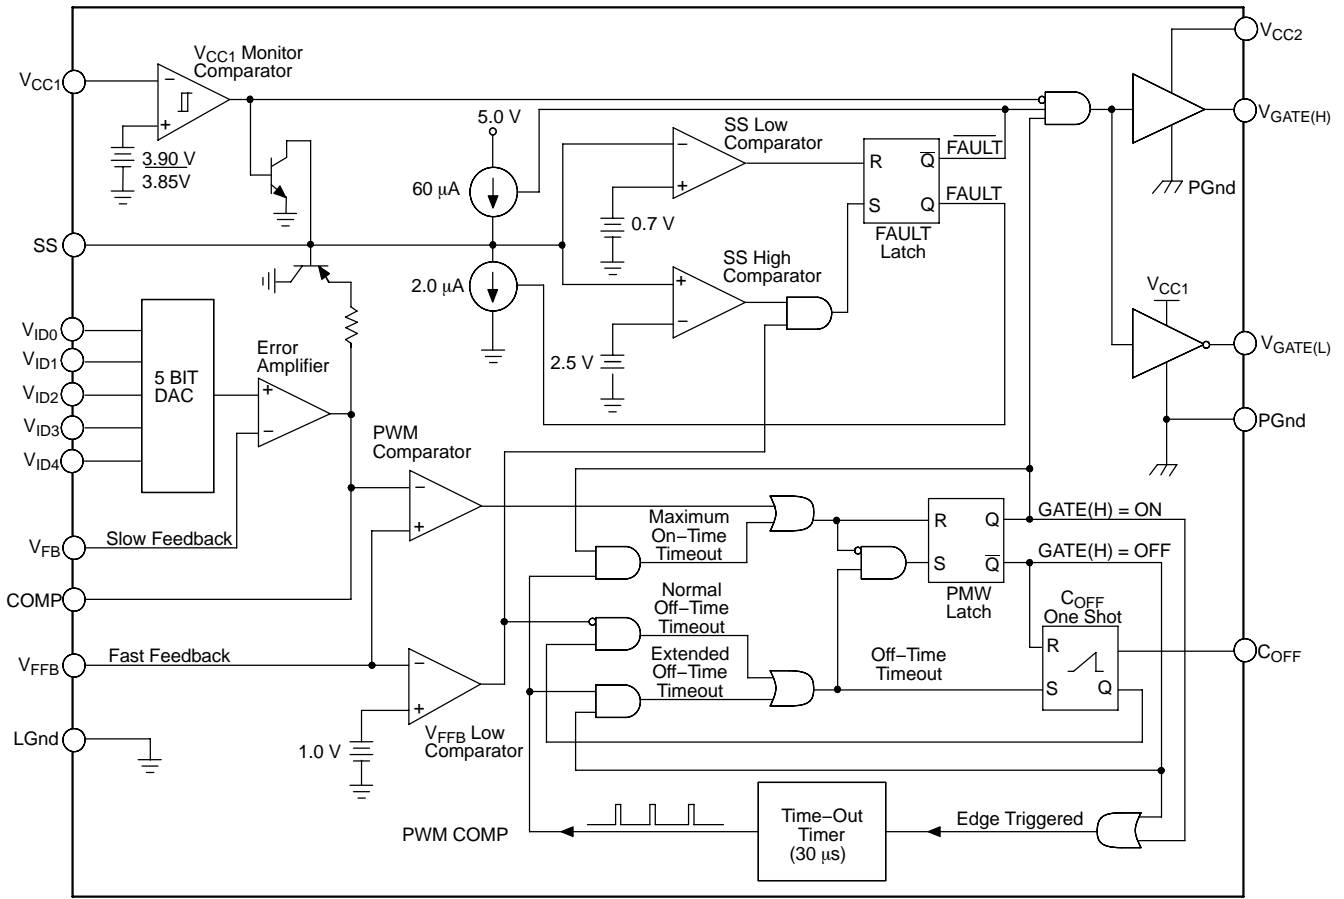 VCC1
VCC1 Monitor
Comparator
−
+
3.90 V
3.85V
5.0 V
60 µA
SS Low
Comparator
−
+
0.7 V
R
Q
S
Q
FAULT
FAULT
FAULT
Latch
VCC2
VGATE(H)
PGnd
SS
2.0 µA
SS High
Comparator
+
−
2.5 V
VCC1
VGATE(L)
PGnd
VID0
VID1
VID2
VID3
VID4
5 BIT
DAC
Error
Amplifier
+
−
PWM
Comparator
−
+
VFB
Slow Feedback
COMP
VFFB
Fast Feedback
LGnd
−
+
1.0 V
VFFB Low
Comparator
Maximum
On−Time
Timeout
Normal
Off−Time
Timeout
Extended
Off−Time
Timeout
R
Q
S
Q
PMW
Latch
GATE(H) = ON
GATE(H) = OFF
COFF
One Shot
R
S
Q
COFF
Off−Time
Timeout
PWM COMP
Time−Out
Timer
(30 µs)
Edge Triggered